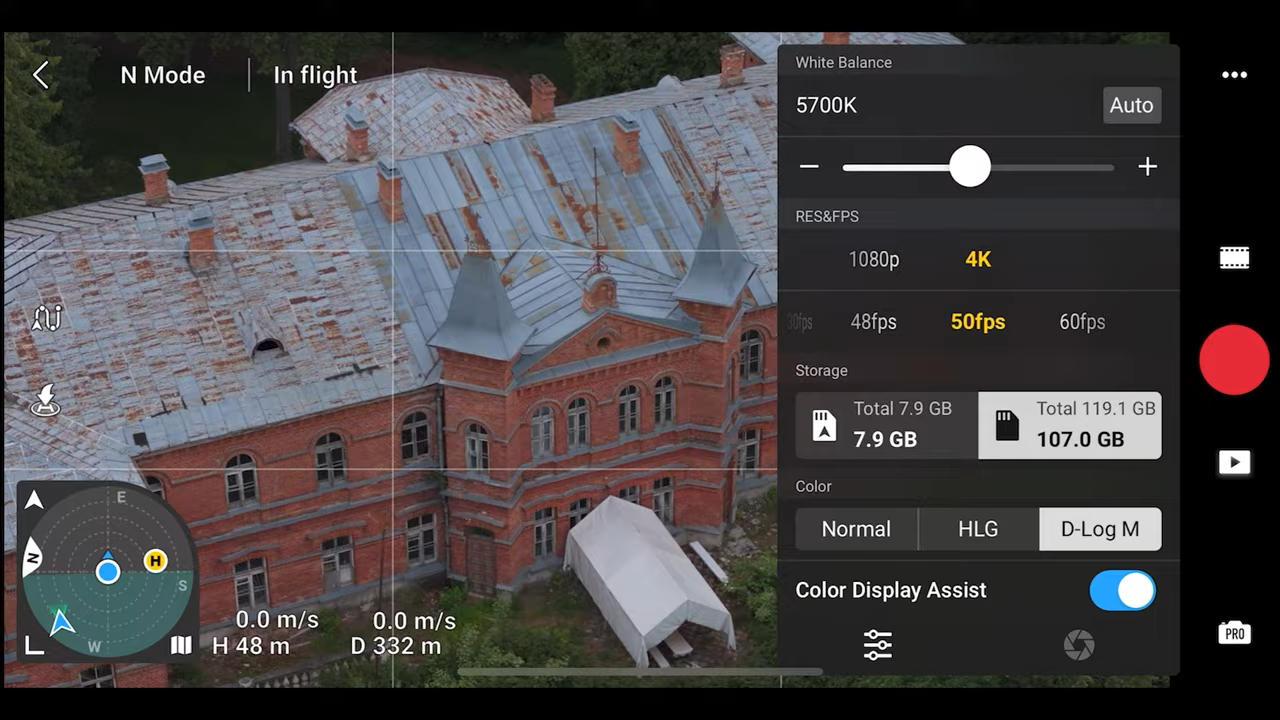 N Mode
In flight
White Balance
5700K
Auto
RES&FPS
1080p
4K
30fps
48fps
50fps
60fps
Storage
Total 7.9 GB
7.9 GB
Total 119.1 GB
107.0 GB
Color
Normal
HLG
D-Log M
Color Display Assist
E
N
H
S
W
0.0 m/s
0.0 m/s
H 48 m
D 332 m
PRO